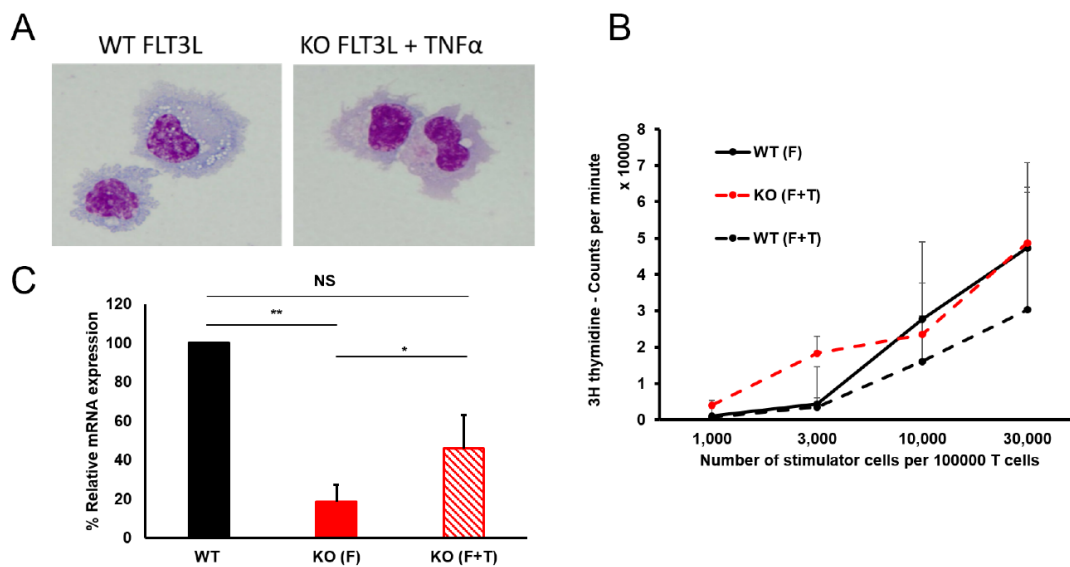 A
WT FLT3L
KO FLT3L + TNFα
B
3H thymidine - Counts per minute
x 10000
8
7
6
5
4
3
2
1
0
WT (F)
KO (F+T)
WT (F+T)
1,000 3,000 10,000 30,000
Number of stimulator cells per 100000 T cells
C
% Relative mRNA expression
120
100
80
60
40
20
0
NS
**
*
WT KO (F) KO (F+T)